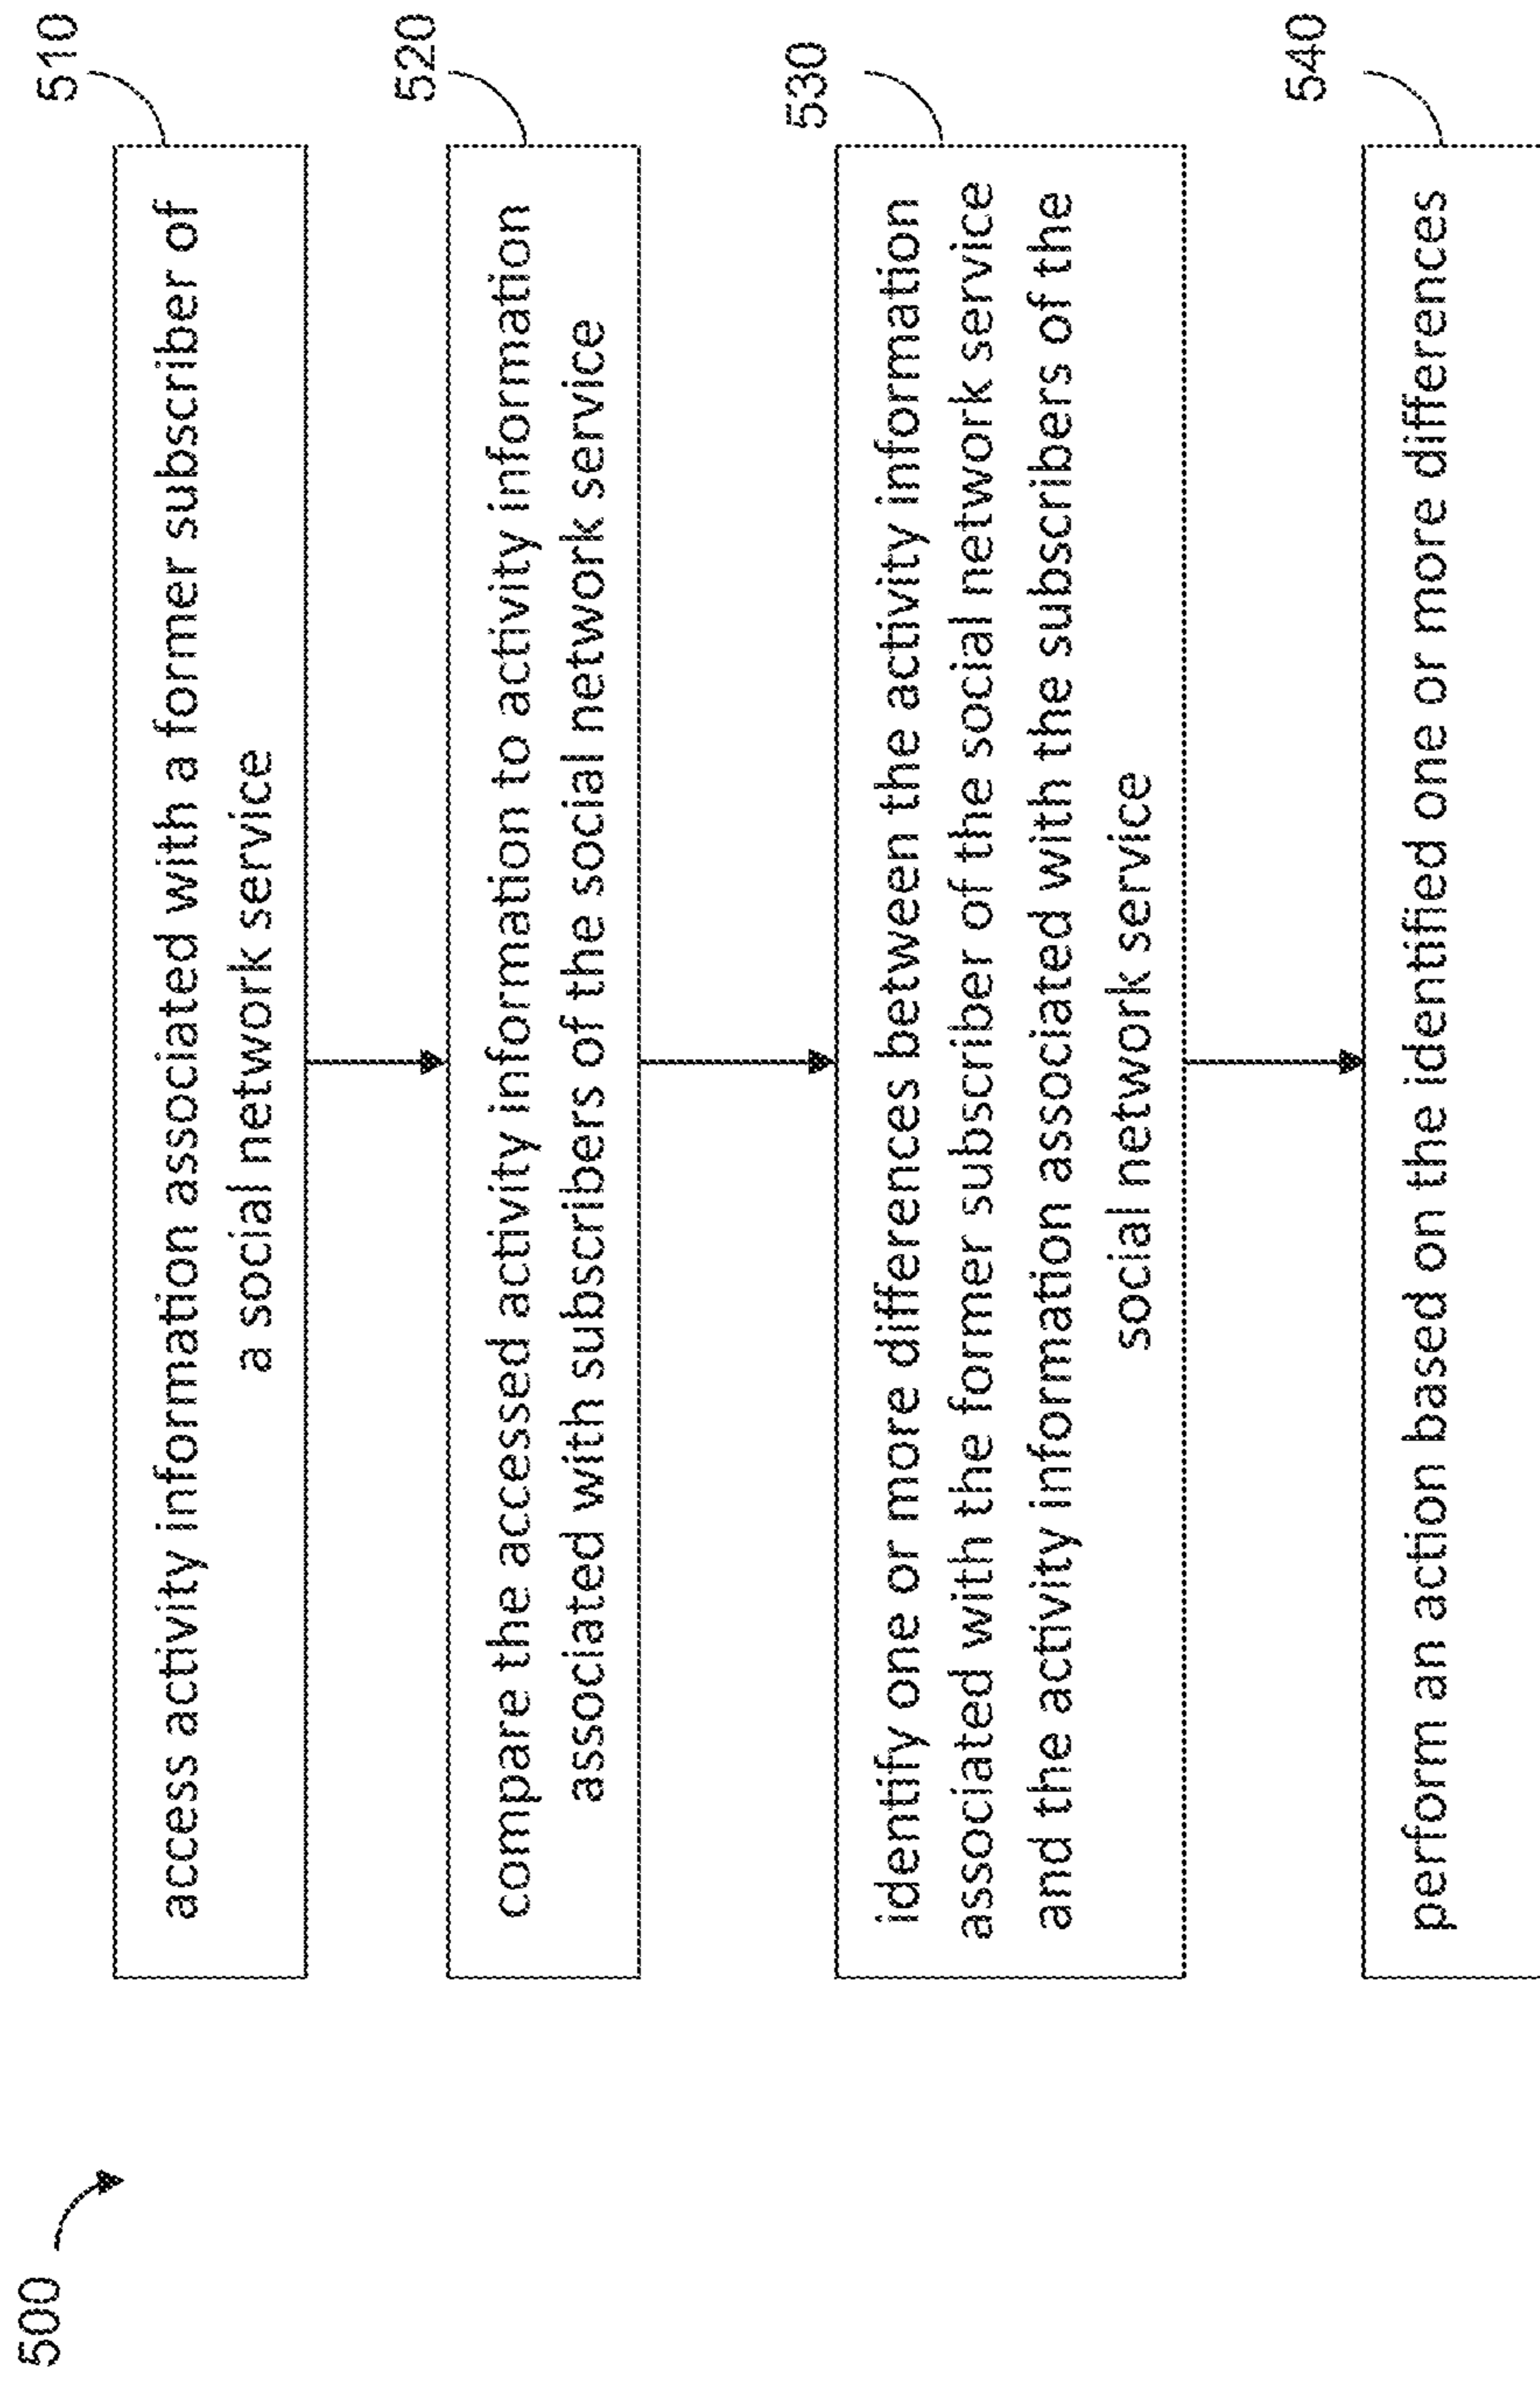 500
510
access activity information associated with a former subscriber of
a social network service
520
compare the accessed activity information to activity information
associated with subscribers of the social network service
530
identify one or more differences between the activity information
associated with the former subscriber of the social network service
and the activity information associated with the subscribers of the
social network service
540
perform an action based on the identified one or more differences